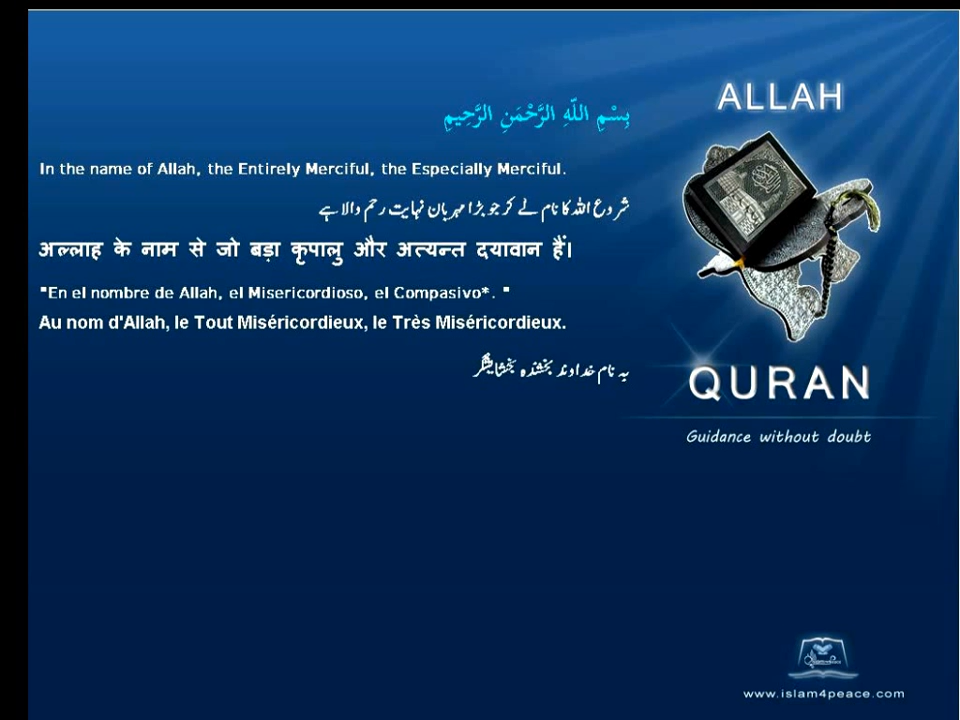 بِسْمِ اللّهِ الرَّحْمَنِ الرَّحِيمِ
In the name of Allah, the Entirely Merciful, the Especially Merciful.
شروع اللہ کا نام لے کر جو بڑا مہربان نہایت رحم والا ہے
अल्लाह के नाम से जो बड़ा कृपालु और अत्यन्त दयावान हैं।
"En el nombre de Allah, el Misericordioso, el Compasivo*. "
Au nom d'Allah, le Tout Miséricordieux, le Très Miséricordieux.
به نام خداوند بخشنده بخشایشگر
ALLAH
QURAN
Guidance without doubt
www.islam4peace.com